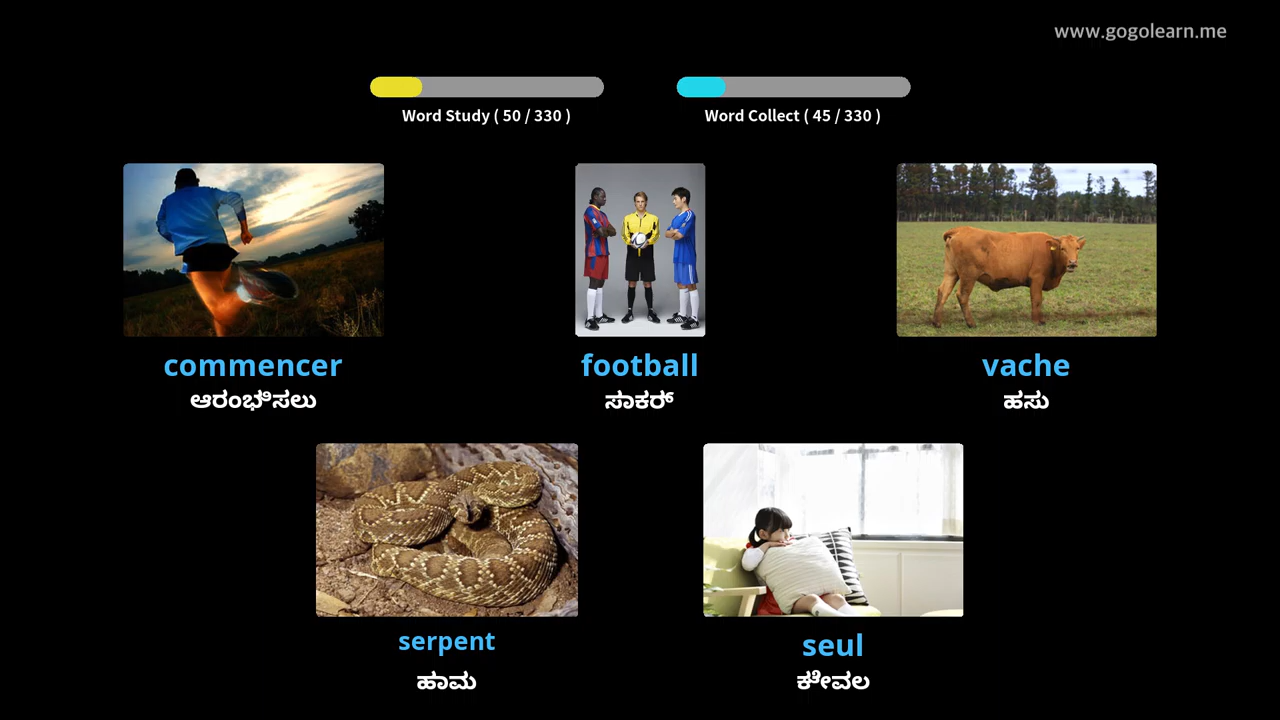 www.gogolearn.me
Word Study ( 50 / 330 )
Word Collect ( 45 / 330 )
commencer
ಆರಂಭಿಸಲು
football
ಸಾಕರ್
vache
ಹಸು
serpent
ಹಾವು
seul
ಕೇವಲ